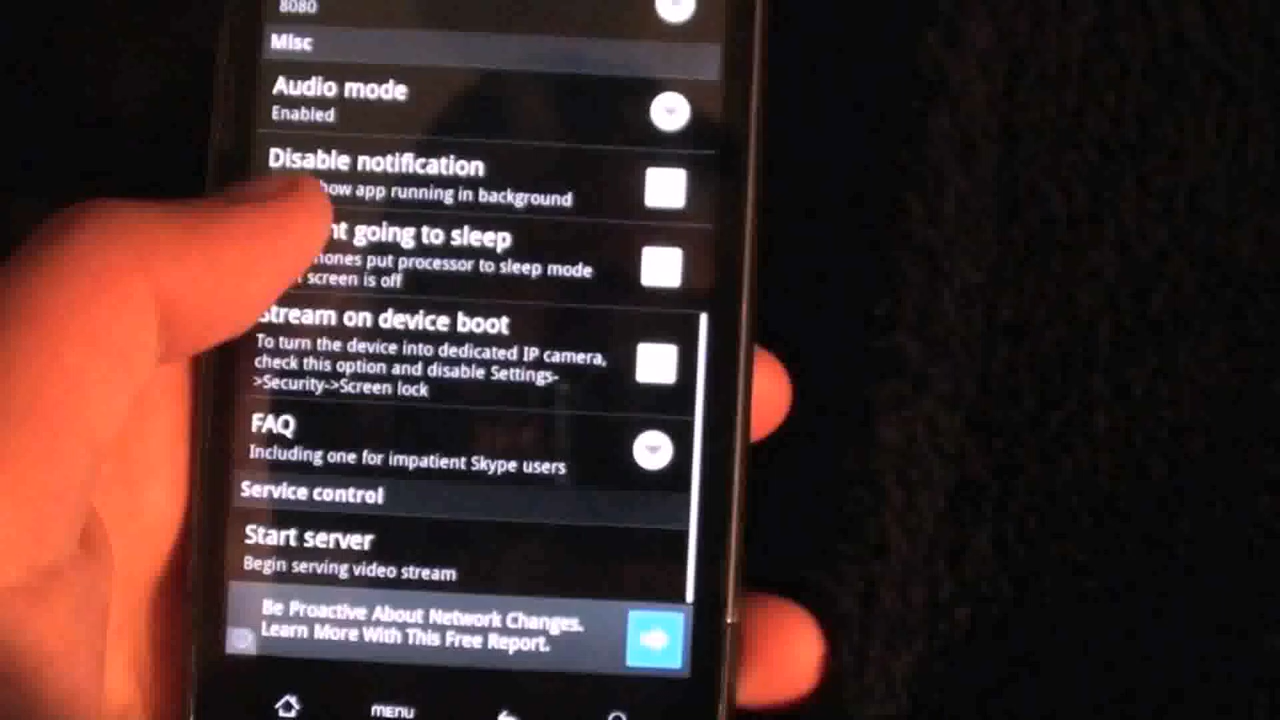 8080
Misc
Audio mode
Enabled
Disable notification
how app running in background
nt going to sleep
hones put processor to sleep mode
screen is off
Stream on device boot
To turn the device into dedicated IP camera,
check this option and disable Settings-
>Security->Screen lock
FAQ
Including one for impatient Skype users
Service control
Start server
Begin serving video stream
Be Proactive About Network Changes.
Learn More With This Free Report.
MENU